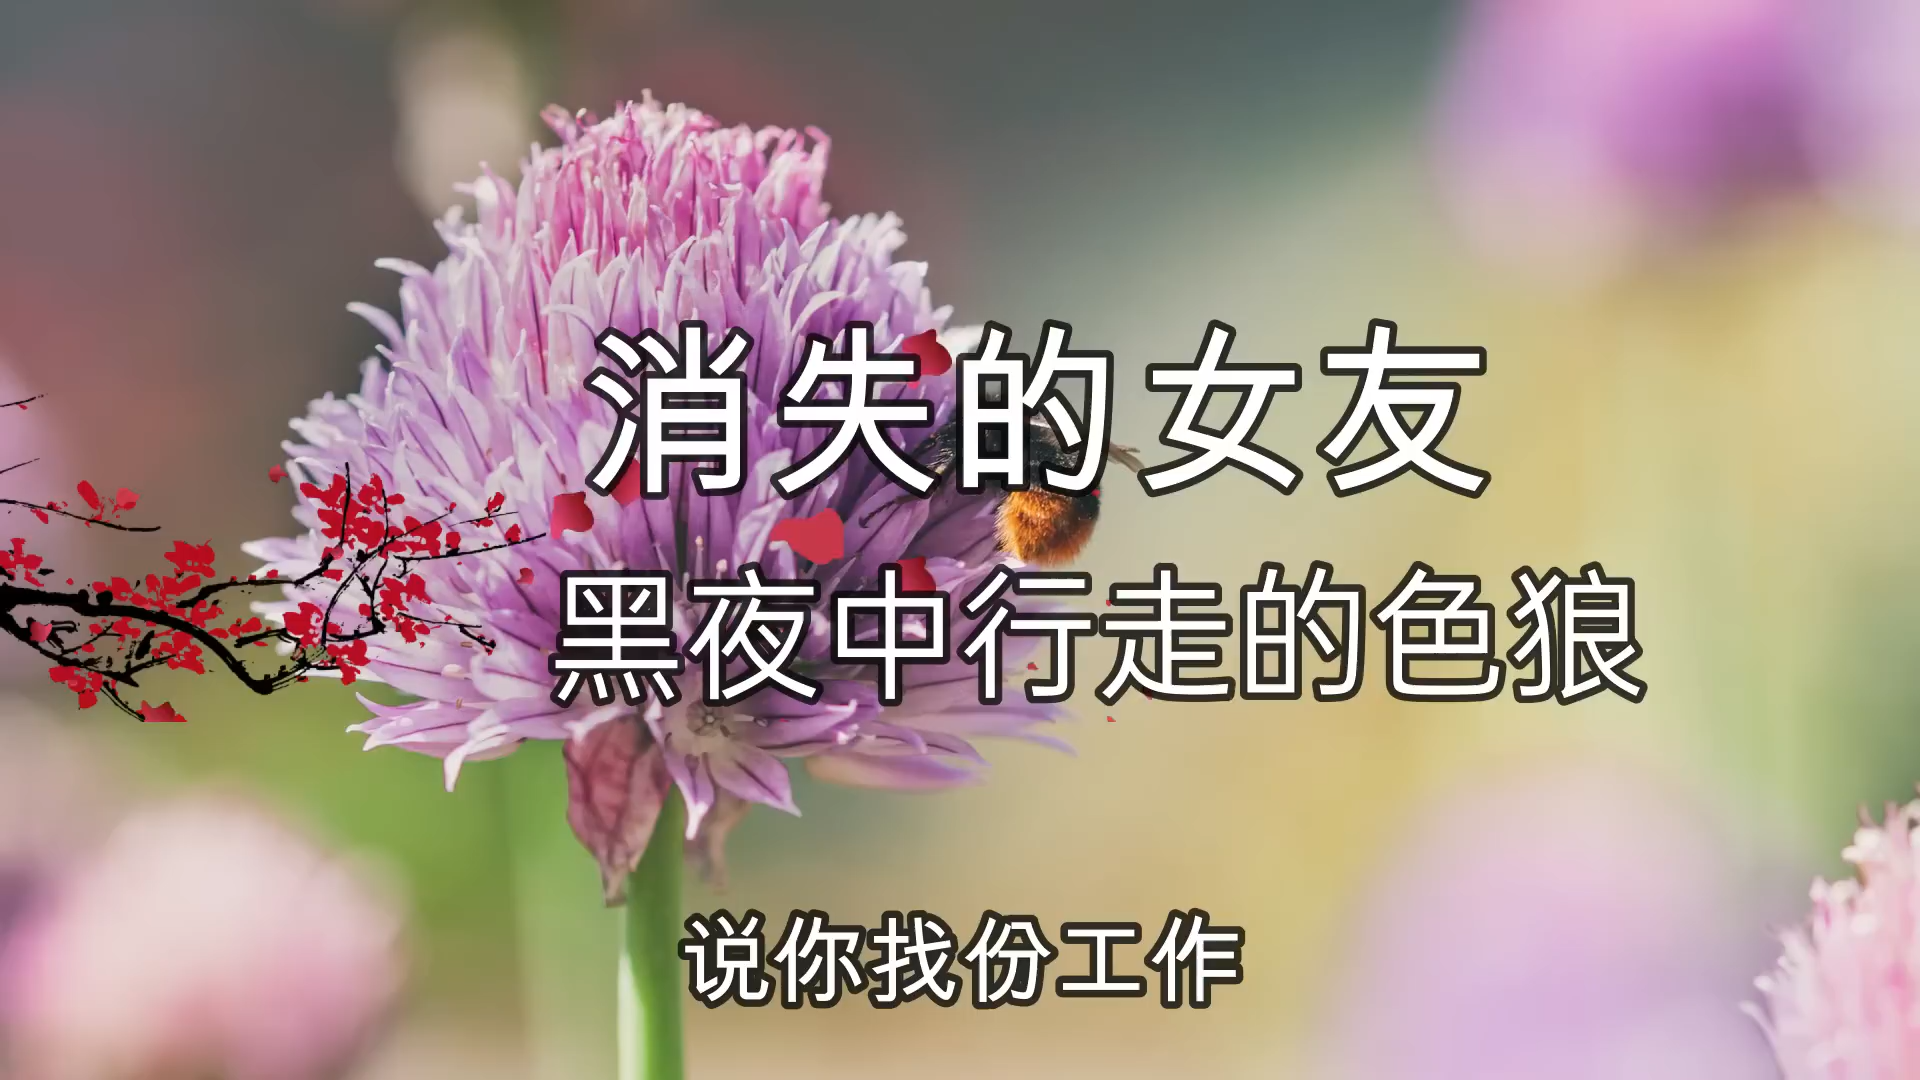 消失的女友
黑夜中行走的色狼
说你找份工作